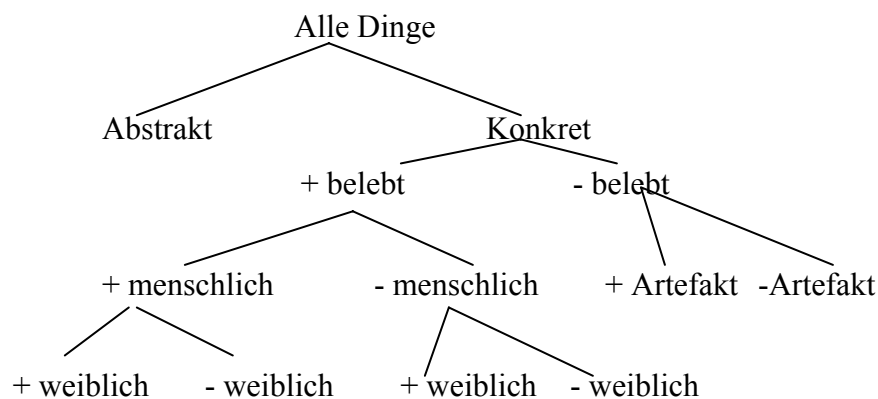 Alle Dinge
Abstrakt Konkret
+ belebt - belebt
+ menschlich - menschlich + Artefakt -Artefakt
+ weiblich - weiblich + weiblich - weiblich